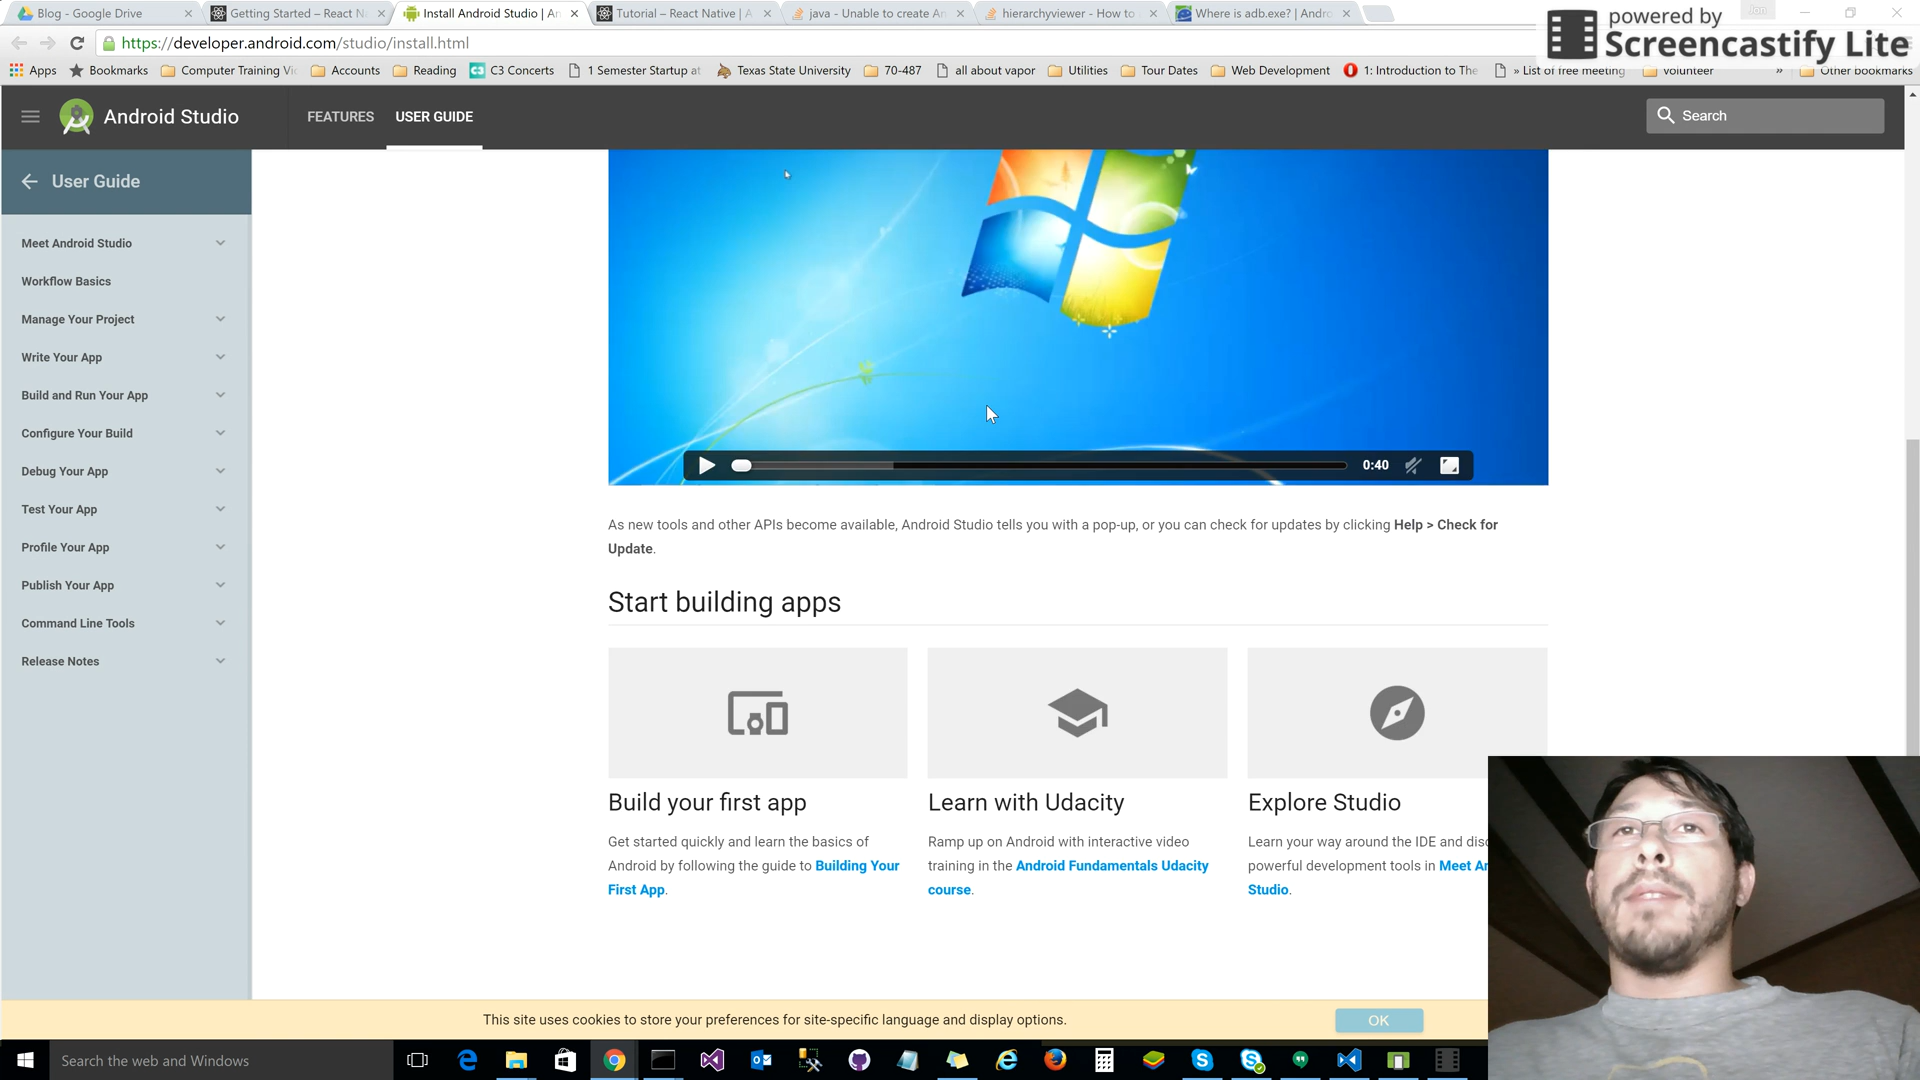 Blog - Google Drive
Getting Started – React N
Install Android Studio | An
Tutorial – React Native | A
java - Unable to create An
hierarchyviewer - How to
Where is adb.exe? | Andro
Jon
https://developer.android.com/studio/install.html
powered by
Screencastify Lite
Apps
Bookmarks
Computer Training Vi
Accounts
Reading
C3 Concerts
1 Semester Startup at
Texas State University
70-487
all about vapor
Utilities
Tour Dates
Web Development
1: Introduction to The
» List of free meeting
volunteer
»
Other bookmarks
Android Studio
FEATURES
USER GUIDE
Search
User Guide
Meet Android Studio
Workflow Basics
Manage Your Project
Write Your App
Build and Run Your App
Configure Your Build
Debug Your App
Test Your App
Profile Your App
Publish Your App
Command Line Tools
Release Notes
0:40
As new tools and other APIs become available, Android Studio tells you with a pop-up, or you can check for updates by clicking Help > Check for
Update.
Start building apps
Build your first app
Get started quickly and learn the basics of
Android by following the guide to Building Your
First App.
Learn with Udacity
Ramp up on Android with interactive video
training in the Android Fundamentals Udacity
course.
Explore Studio
Learn your way around the IDE and disc
powerful development tools in Meet An
Studio.
This site uses cookies to store your preferences for site-specific language and display options.
OK
Search the web and Windows